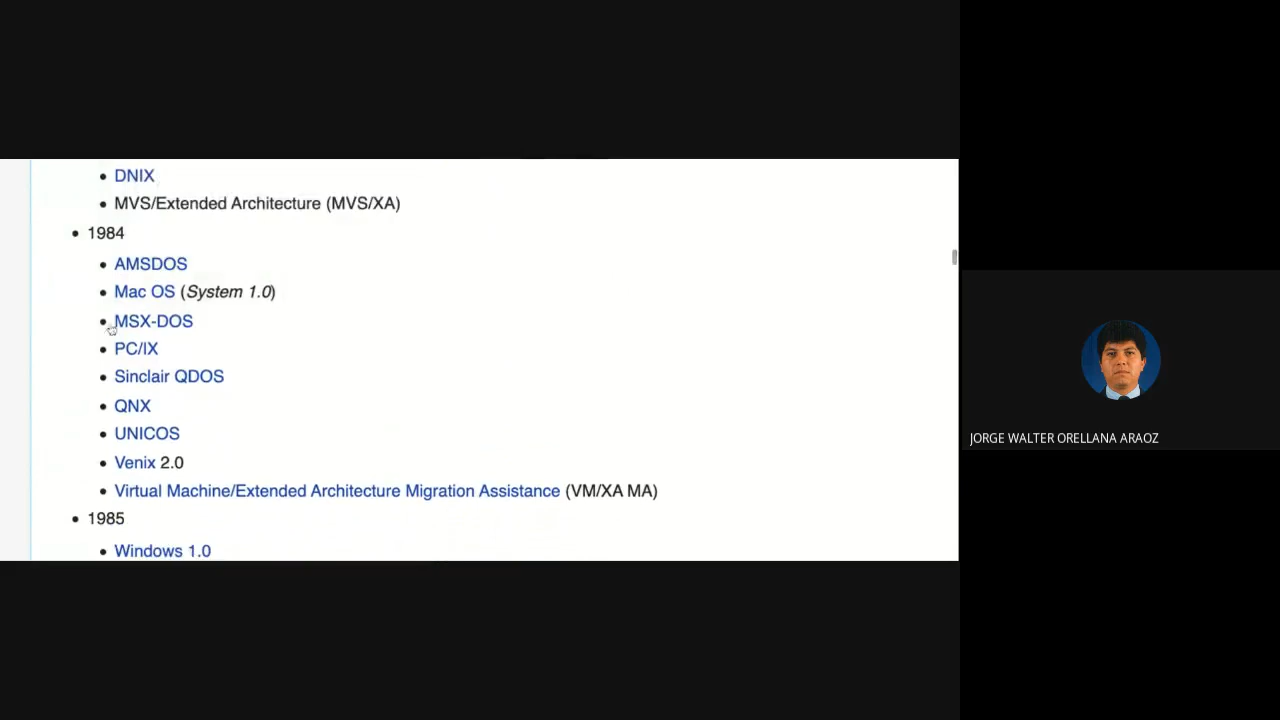 DNIX
MVS/Extended Architecture (MVS/XA)
1984
AMSDOS
Mac OS (System 1.0)
MSX-DOS
PC/IX
Sinclair QDOS
QNX
UNICOS
Venix 2.0
Virtual Machine/Extended Architecture Migration Assistance (VM/XA MA)
1985
Windows 1.0
JORGE WALTER ORELLANA ARAOZ